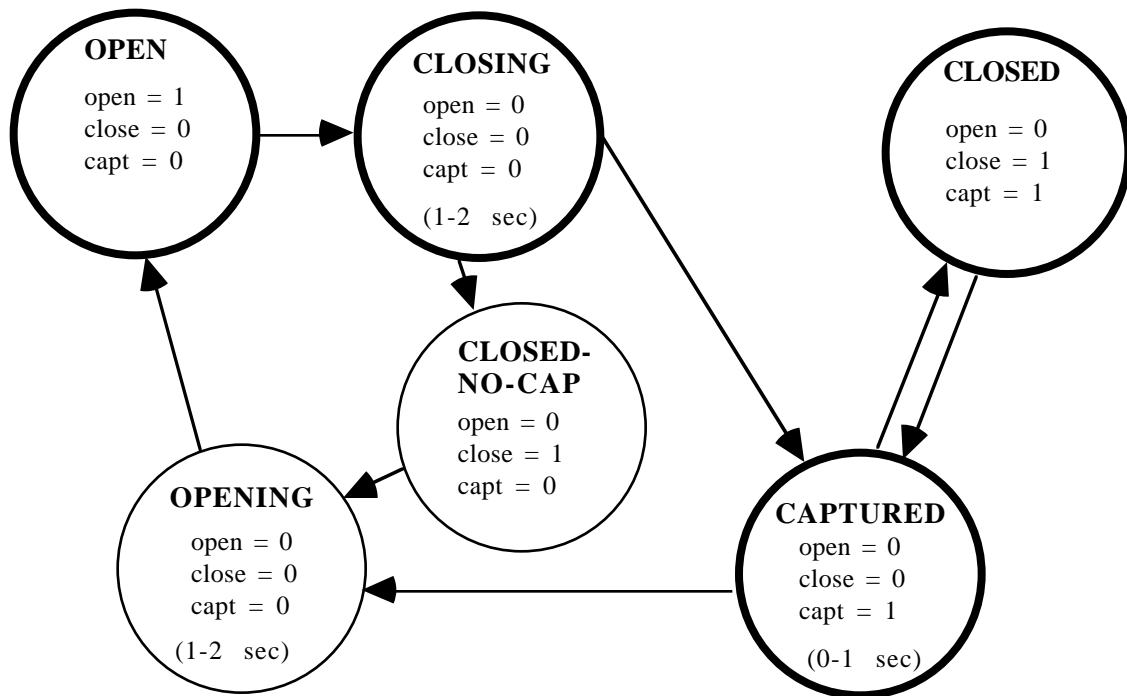 OPEN
open = 1
close = 0
capt = 0
CLOSING
open = 0
close = 0
capt = 0
(1-2 sec)
CLOSED
open = 0
close = 1
capt = 1
CLOSED-
NO-CAP
open = 0
close = 1
capt = 0
OPENING
open = 0
close = 0
capt = 0
(1-2 sec)
CAPTURED
open = 0
close = 0
capt = 1
(0-1 sec)